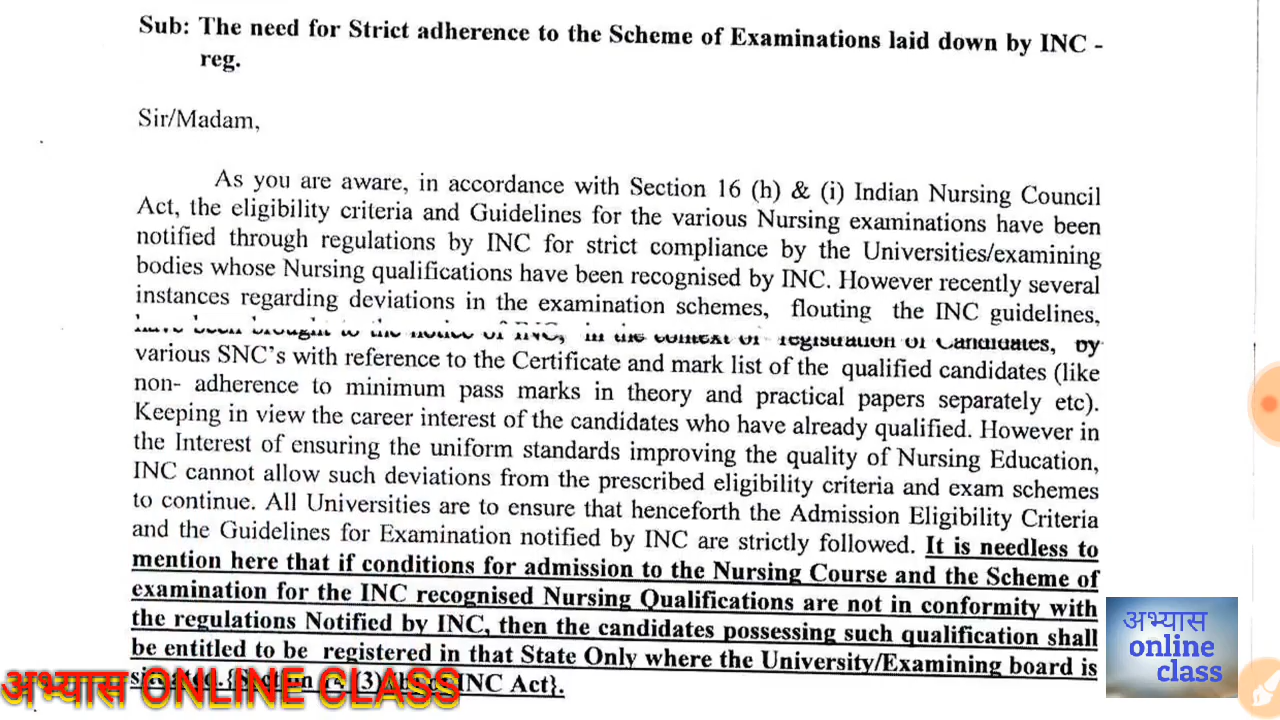 Sub: The need for Strict adherence to the Scheme of Examinations laid down by INC -
reg.
Sir/Madam,
As you are aware, in accordance with Section 16 (h) & (i) Indian Nursing Council
Act, the eligibility criteria and Guidelines for the various Nursing examinations have been
notified through regulations by INC for strict compliance by the Universities/examining
bodies whose Nursing qualifications have been recognised by INC. However recently several
instances regarding deviations in the examination schemes, flouting the INC guidelines,
have been brought to the notice of INC, in the context of registration of Candidates, by
various SNC's with reference to the Certificate and mark list of the qualified candidates (like
non- adherence to minimum pass marks in theory and practical papers separately etc).
Keeping in view the career interest of the candidates who have already qualified. However in
the Interest of ensuring the uniform standards improving the quality of Nursing Education,
INC cannot allow such deviations from the prescribed eligibility criteria and exam schemes
to continue. All Universities are to ensure that henceforth the Admission Eligibility Criteria
and the Guidelines for Examination notified by INC are strictly followed. It is needless to
mention here that if conditions for admission to the Nursing Course and the Scheme of
examination for the INC recognised Nursing Qualifications are not in conformity with
the regulations Notified by INC, then the candidates possessing such qualification shall
be entitled to be registered in that State Only where the University/Examining board is
(3) INC Act}.
अभ्यास ONLINE CLASS
अभ्यास
online
class